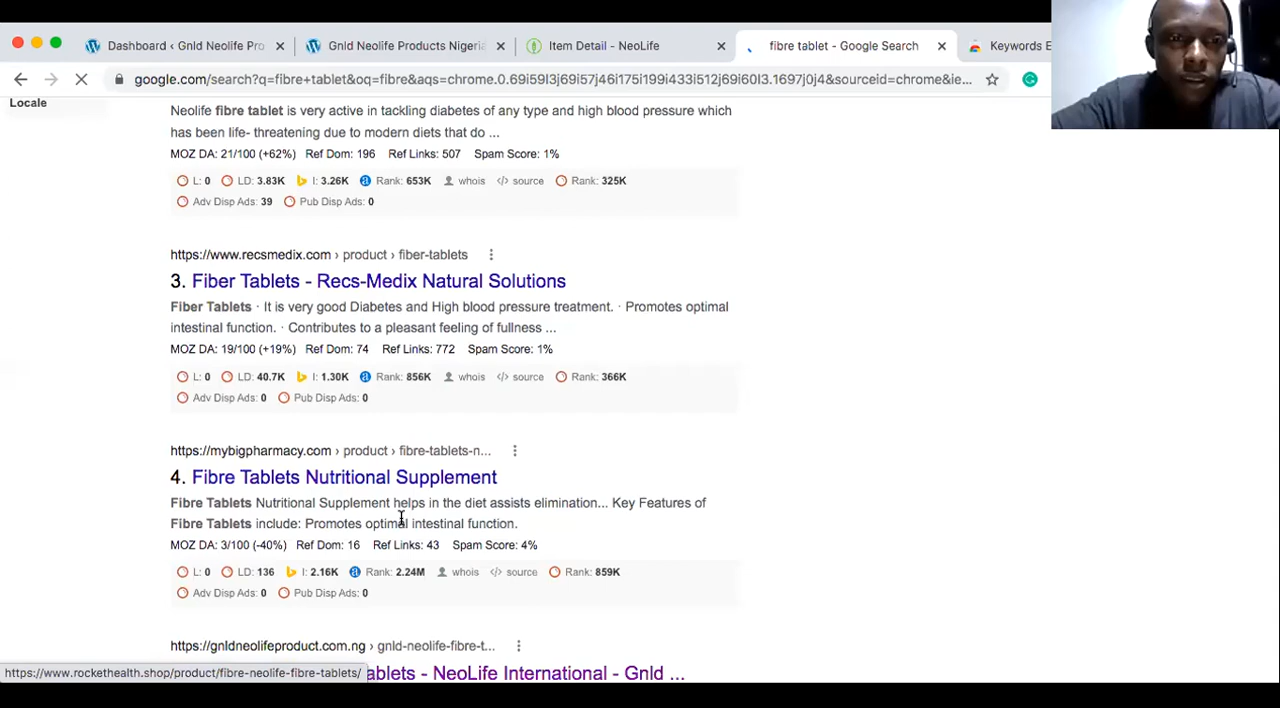 Dashboard ‹ Gnld Neolife Pro
Gnld Neolife Products Nigeria
Item Detail - NeoLife
fibre tablet - Google Search
Keywords E
google.com/search?q=fibre+tablet&oq=fibre&aqs=chrome.0.69i59l3j69i57j46i175i199i433i512j69i60l3.1697j0j4&sourceid=chrome&ie...
Locale
Neolife fibre tablet is very active in tackling diabetes of any type and high blood pressure which
has been life- threatening due to modern diets that do ...
MOZ DA: 21/100 (+62%) Ref Dom: 196 Ref Links: 507 Spam Score: 1%
L: 0 LD: 3.83K I: 3.26K Rank: 653K whois </> source Rank: 325K
Adv Disp Ads: 39 Pub Disp Ads: 0
https://www.recsmedix.com › product › fiber-tablets
3. Fiber Tablets - Recs-Medix Natural Solutions
Fiber Tablets · It is very good Diabetes and High blood pressure treatment. · Promotes optimal
intestinal function. · Contributes to a pleasant feeling of fullness ...
MOZ DA: 19/100 (+19%) Ref Dom: 74 Ref Links: 772 Spam Score: 1%
L: 0 LD: 40.7K I: 1.30K Rank: 856K whois </> source Rank: 366K
Adv Disp Ads: 0 Pub Disp Ads: 0
https://mybigpharmacy.com › product › fibre-tablets-n...
4. Fibre Tablets Nutritional Supplement
Fibre Tablets Nutritional Supplement helps in the diet assists elimination... Key Features of
Fibre Tablets include: Promotes optimal intestinal function.
MOZ DA: 3/100 (-40%) Ref Dom: 16 Ref Links: 43 Spam Score: 4%
L: 0 LD: 136 I: 2.16K Rank: 2.24M whois </> source Rank: 859K
Adv Disp Ads: 0 Pub Disp Ads: 0
https://gnldneolifeproduct.com.ng › gnld-neolife-fibre-t...
ablets - NeoLife International - Gnld ...
https://www.rockethealth.shop/product/fibre-neolife-fibre-tablets/